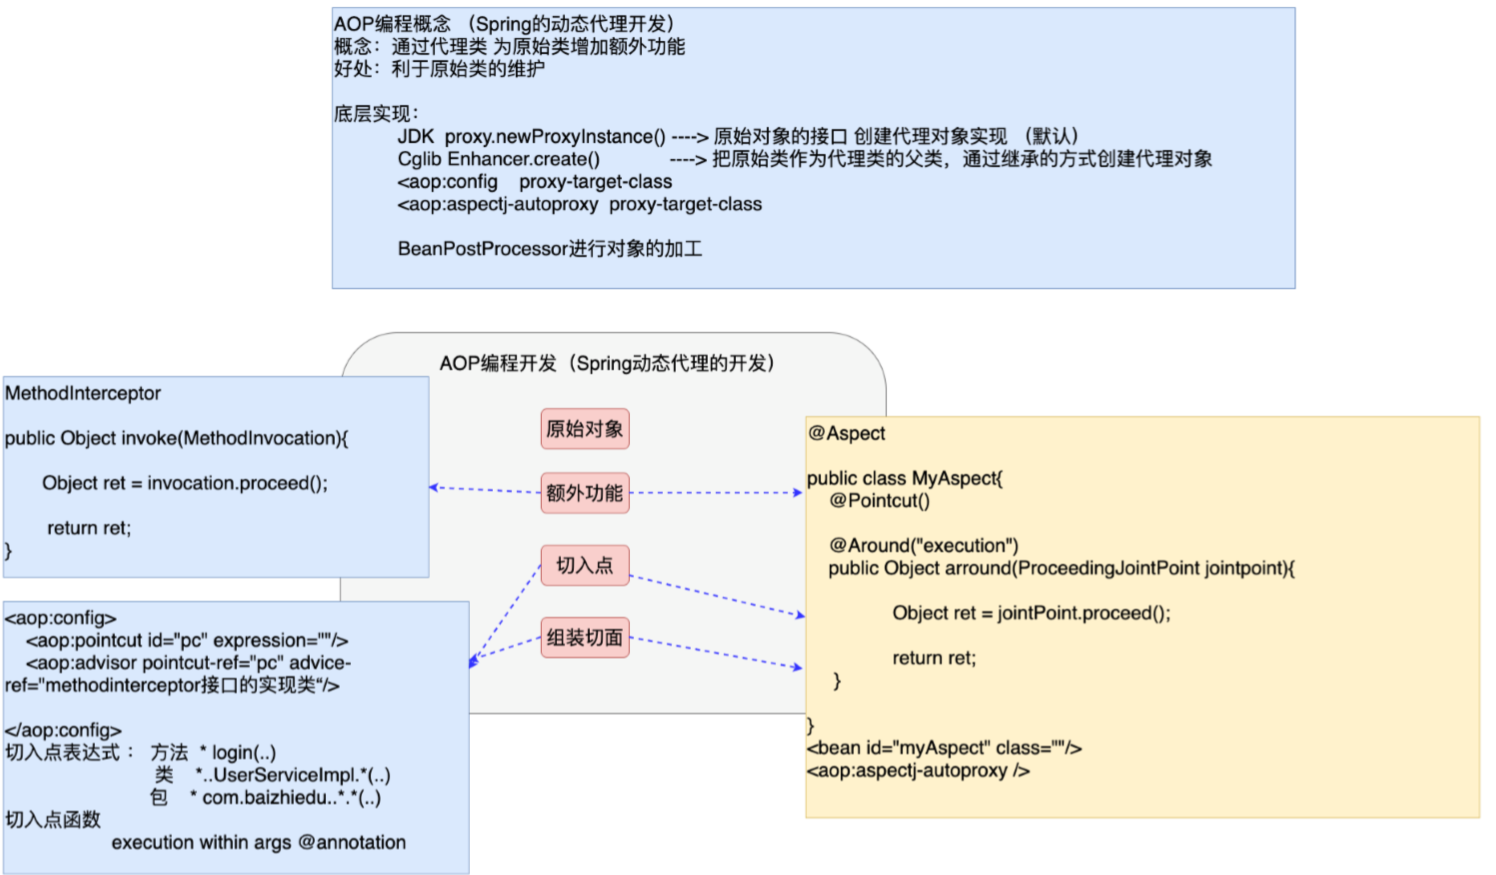 AOP编程概念 （Spring的动态代理开发）
概念：通过代理类 为原始类增加额外功能
好处：利于原始类的维护
底层实现：
JDK proxy.newProxyInstance() ----> 原始对象的接口 创建代理对象实现 （默认）
Cglib Enhancer.create() ----> 把原始类作为代理类的父类，通过继承的方式创建代理对象
<aop:config proxy-target-class
<aop:aspectj-autoproxy proxy-target-class
BeanPostProcessor进行对象的加工
AOP编程开发（Spring动态代理的开发）
原始对象
额外功能
切入点
组装切面
MethodInterceptor
public Object invoke(MethodInvocation){
Object ret = invocation.proceed();
return ret;
}
<aop:config>
<aop:pointcut id="pc" expression=""/>
<aop:advisor pointcut-ref="pc" advice-
ref="methodinterceptor接口的实现类"/>
</aop:config>
切入点表达式： 方法 * login(..)
类 *..UserServiceImpl.*(..)
包 * com.baizhiedu..*.*(..)
切入点函数
execution within args @annotation
@Aspect
public class MyAspect{
@Pointcut()
@Around("execution")
public Object arround(ProceedingJointPoint jointpoint){
Object ret = jointPoint.proceed();
return ret;
}
}
<bean id="myAspect" class=""/>
<aop:aspectj-autoproxy />